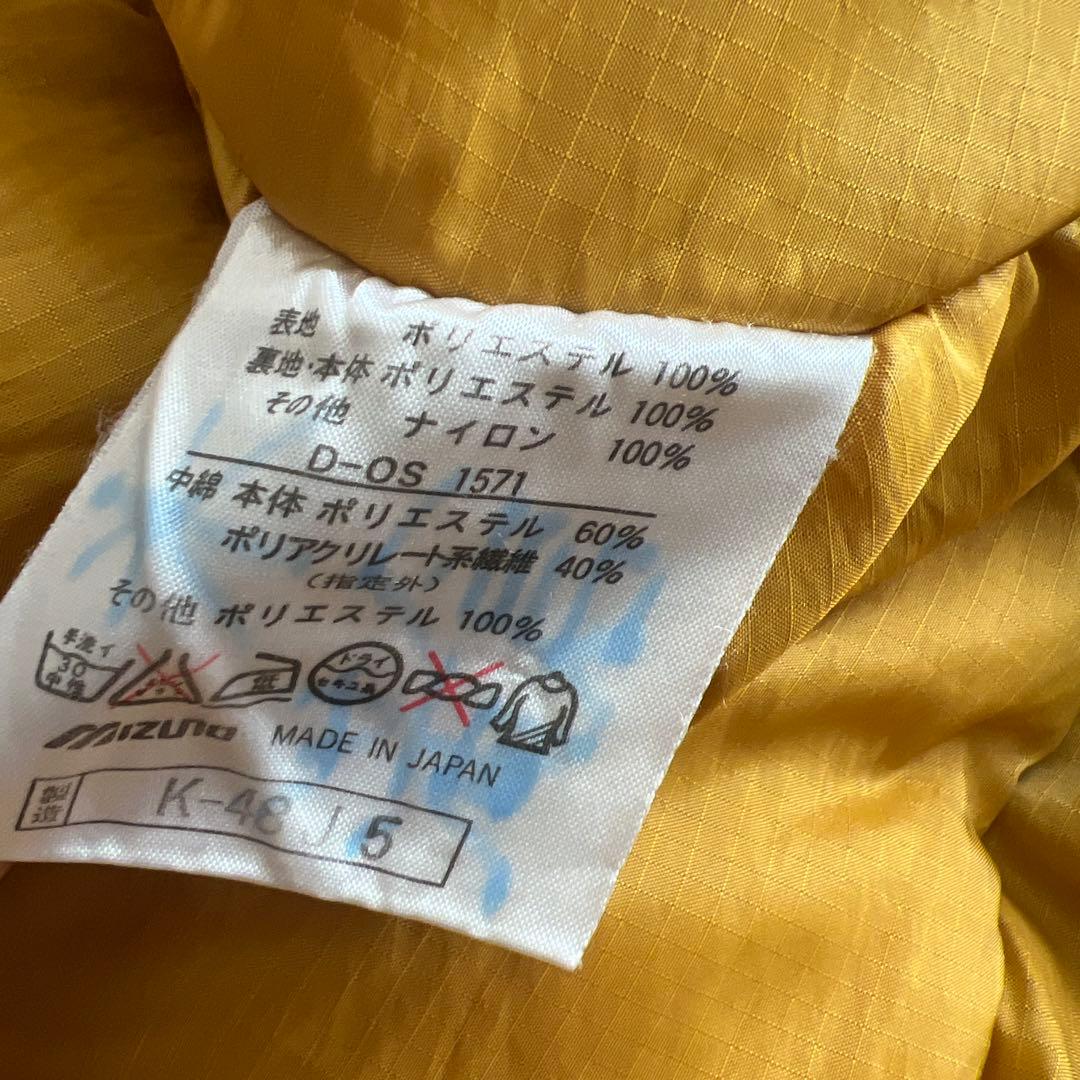 表地 ポリエステル 100%
裏地・本体 ポリエステル 100%
その他 ナイロン 100%
D-OS 1571
中綿 本体 ポリエステル 60%
ポリアクリレート系繊維 40%
(指定外)
その他 ポリエステル 100%
手洗イ
30
中性
低
ドライ
セキユ系
MIZUNO MADE IN JAPAN
製造 K-48 / 5